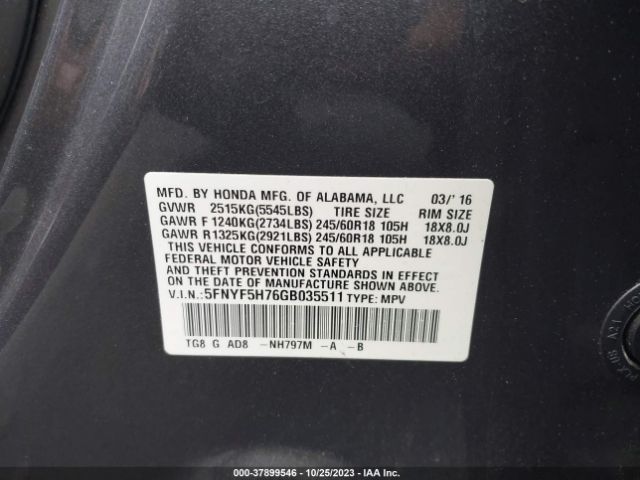 MFD. BY HONDA MFG. OF ALABAMA, LLC 03/'16
GVWR 2515KG(5545LBS) TIRE SIZE RIM SIZE
GAWR F 1240KG(2734LBS) 245/60R18 105H 18X8.0J
GAWR R1325KG(2921LBS) 245/60R18 105H 18X8.0J
THIS VEHICLE CONFORMS TO ALL APPLICABLE
FEDERAL MOTOR VEHICLE SAFETY
AND THEFT PREVENTION STANDARDS IN EFFECT
ON THE DATE OF MANUFACTURE SHOWN ABOVE.
V.I.N.: 5FNYF5H76GB035511 TYPE: MPV
TG8 G AD8 -NH797M -A -B
000-37899546 - 10/25/2023 - IAA Inc.